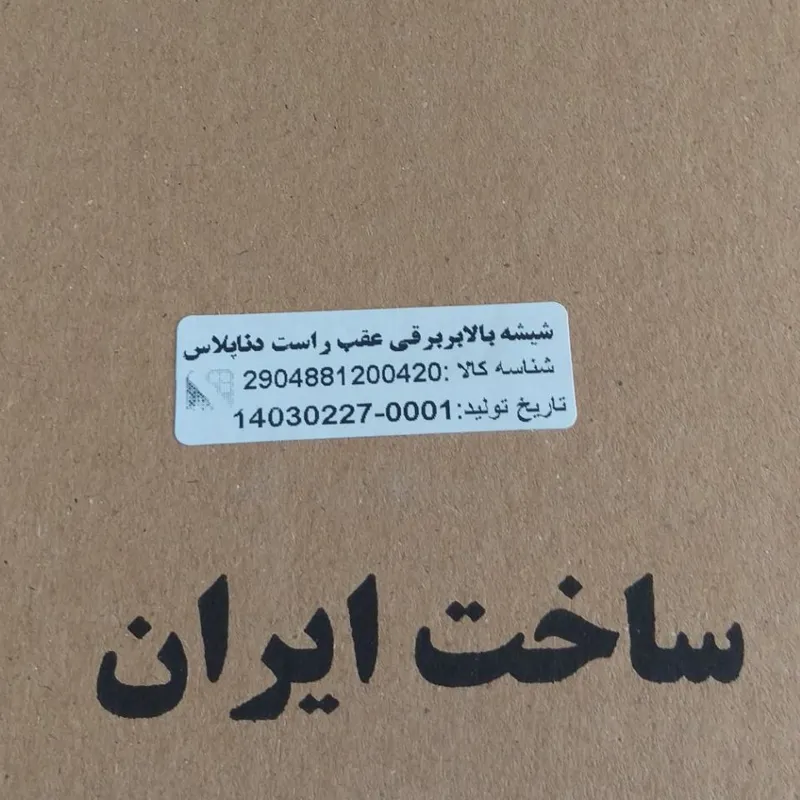 شیشه بالابربرقی عقب راست دناپلاس
شناسه کالا :2904881200420
تاریخ تولید:14030227-0001
ساخت ایران